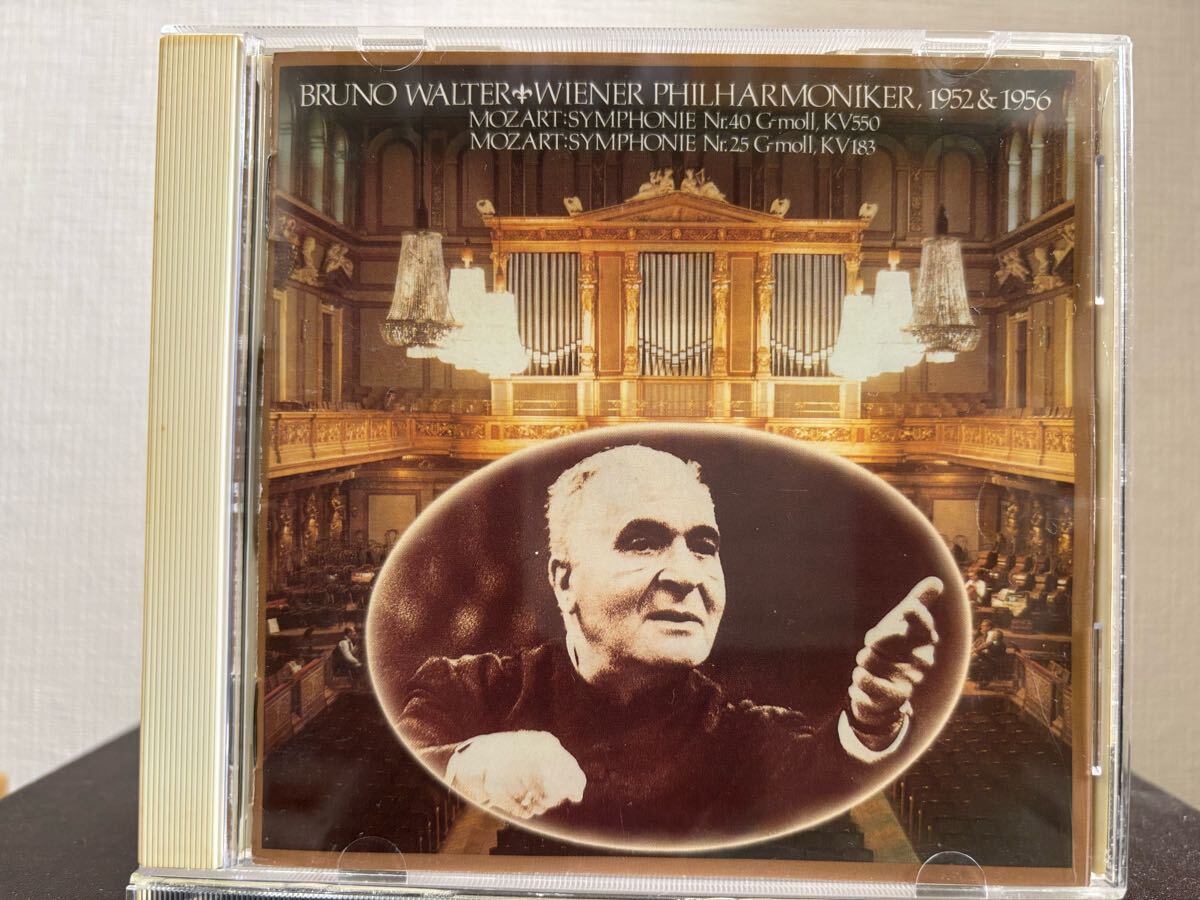 BRUNO WALTER⚜WIENER PHILHARMONIKER, 1952 & 1956
MOZART:SYMPHONIE Nr.40 G-moll, KV550
MOZART:SYMPHONIE Nr.25 G-moll, KV183